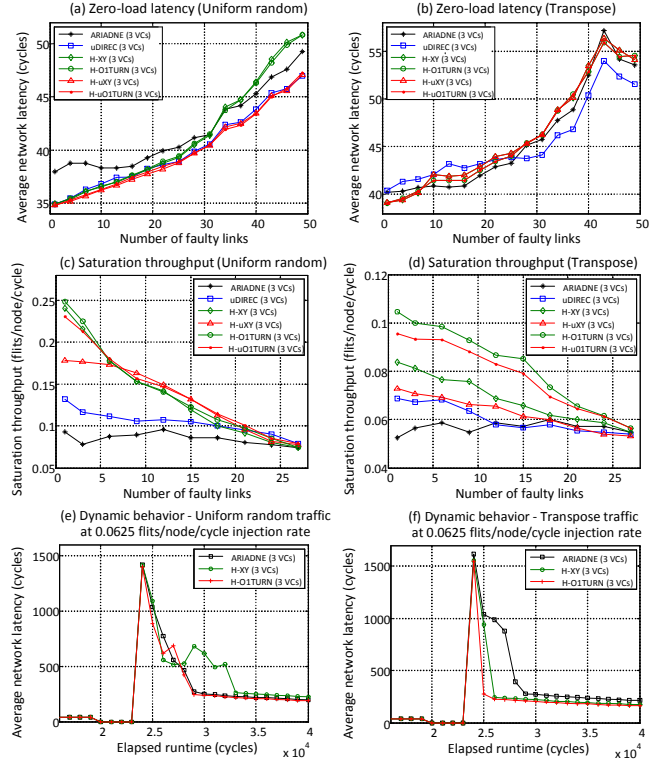 (a) Zero-load latency (Uniform random)
Average network latency (cycles)
50
45
40
35
0
10
20
30
40
50
Number of faulty links
ARIADNE (3 VCs)
uDIREC (3 VCs)
H-XY (3 VCs)
H-O1TURN (3 VCs)
H-uXY (3 VCs)
H-uO1TURN (3 VCs)
(b) Zero-load latency (Transpose)
Average network latency (cycles)
55
50
45
40
0
10
20
30
40
50
Number of faulty links
ARIADNE (3 VCs)
uDIREC (3 VCs)
H-XY (3 VCs)
H-O1TURN (3 VCs)
H-uXY (3 VCs)
H-uO1TURN (3 VCs)
(c) Saturation throughput (Uniform random)
Saturation throughput (flits/node/cycle)
0.25
0.20
0.15
0.1
0.05
0
5
10
15
20
25
Number of faulty links
ARIADNE (3 VCs)
uDIREC (3 VCs)
H-XY (3 VCs)
H-uXY (3 VCs)
H-O1TURN (3 VCs)
H-uO1TURN (3 VCs)
(d) Saturation throughput (Transpose)
Saturation throughput (flits/node/cycle)
0.12
0.1
0.08
0.06
0.04
0
5
10
15
20
25
Number of faulty links
ARIADNE (3 VCs)
uDIREC (3 VCs)
H-XY (3 VCs)
H-uXY (3 VCs)
H-O1TURN (3 VCs)
H-uO1TURN (3 VCs)
(e) Dynamic behavior - Uniform random traffic
at 0.0625 flits/node/cycle injection rate
Average network latency (cycles)
1500
1000
500
0
2
2.5
3
3.5
4
x 10⁴
Elapsed runtime (cycles)
ARIADNE (3 VCs)
H-XY (3 VCs)
H-O1TURN (3 VCs)
(f) Dynamic behavior - Transpose traffic
at 0.0625 flits/node/cycle injection rate
Average network latency (cycles)
1500
1000
500
0
2
2.5
3
3.5
4
x 10⁴
Elapsed runtime (cycles)
ARIADNE (3 VCs)
H-XY (3 VCs)
H-O1TURN (3 VCs)